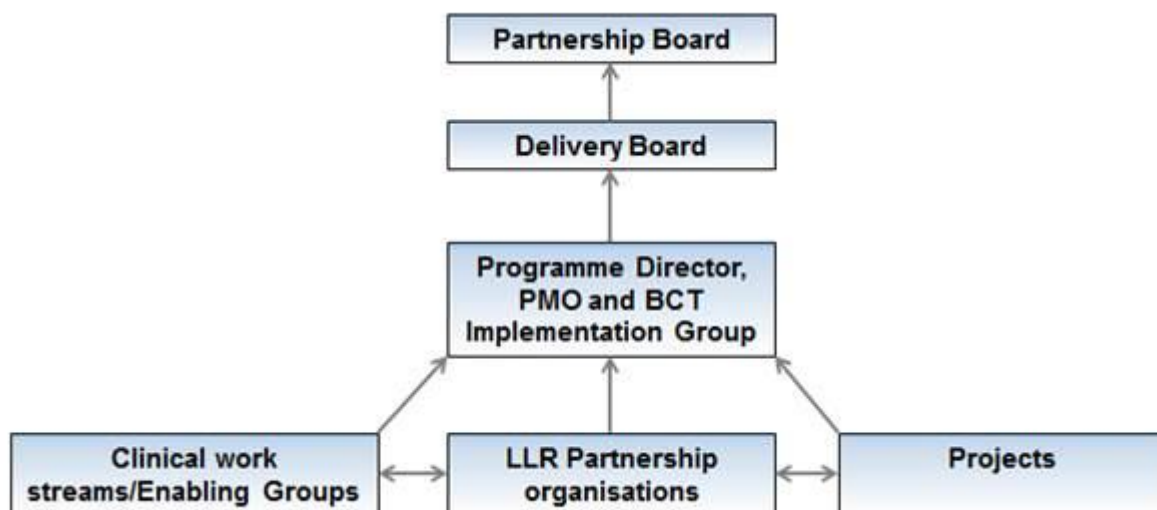 Partnership Board
Delivery Board
Programme Director,
PMO and BCT
Implementation Group
Clinical work
streams/Enabling Groups
LLR Partnership
organisations
Projects